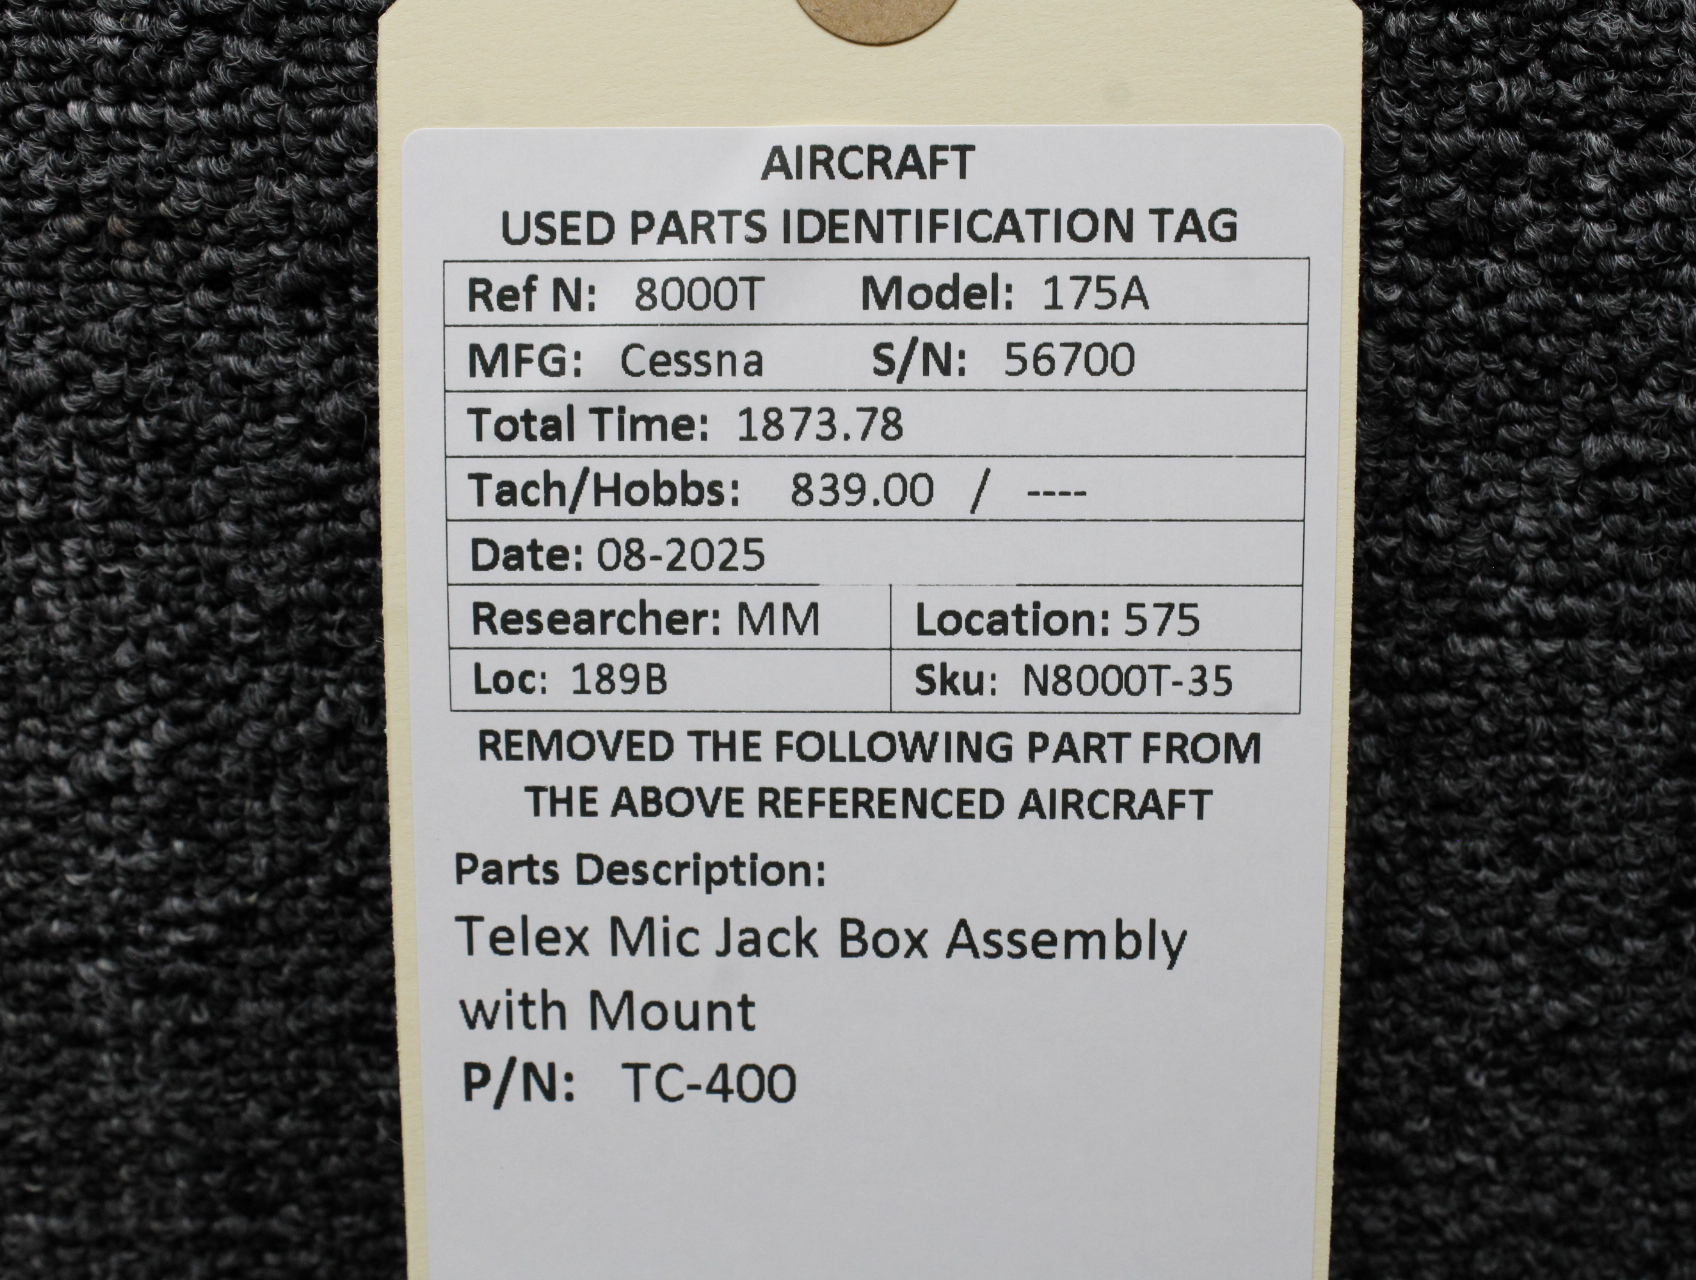 AIRCRAFT
USED PARTS IDENTIFICATION TAG
Ref N: 8000T Model: 175A
MFG: Cessna S/N: 56700
Total Time: 1873.78
Tach/Hobbs: 839.00 / ----
Date: 08-2025
Researcher: MM Location: 575
Loc: 189B Sku: N8000T-35
REMOVED THE FOLLOWING PART FROM
THE ABOVE REFERENCED AIRCRAFT
Parts Description:
Telex Mic Jack Box Assembly
with Mount
P/N: TC-400